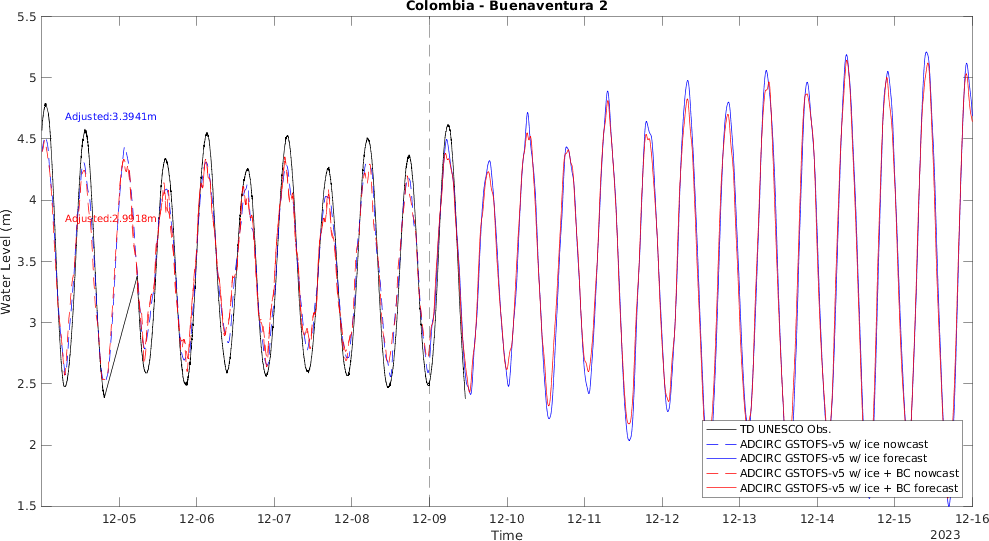 Colombia - Buenaventura 2
5.5
5
4.5
4
3.5
3
2.5
2
1.5
Water Level (m)
Adjusted:3.3941m
Adjusted:2.9918m
TD UNESCO Obs.
ADCIRC GSTOFS-v5 w/ ice nowcast
ADCIRC GSTOFS-v5 w/ ice forecast
ADCIRC GSTOFS-v5 w/ ice + BC nowcast
ADCIRC GSTOFS-v5 w/ ice + BC forecast
12-05 12-06 12-07 12-08 12-09 12-10 12-11 12-12 12-13 12-14 12-15 12-16
Time
2023